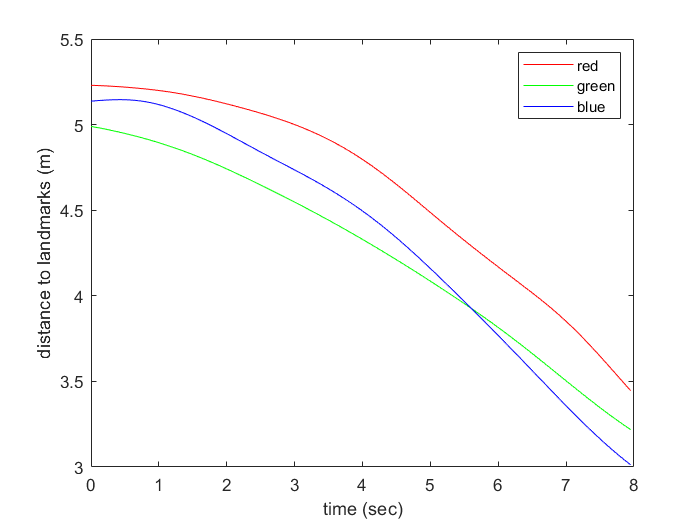 5.5
5
4.5
4
3.5
3
distance to landmarks (m)
red
green
blue
0 1 2 3 4 5 6 7 8
time (sec)